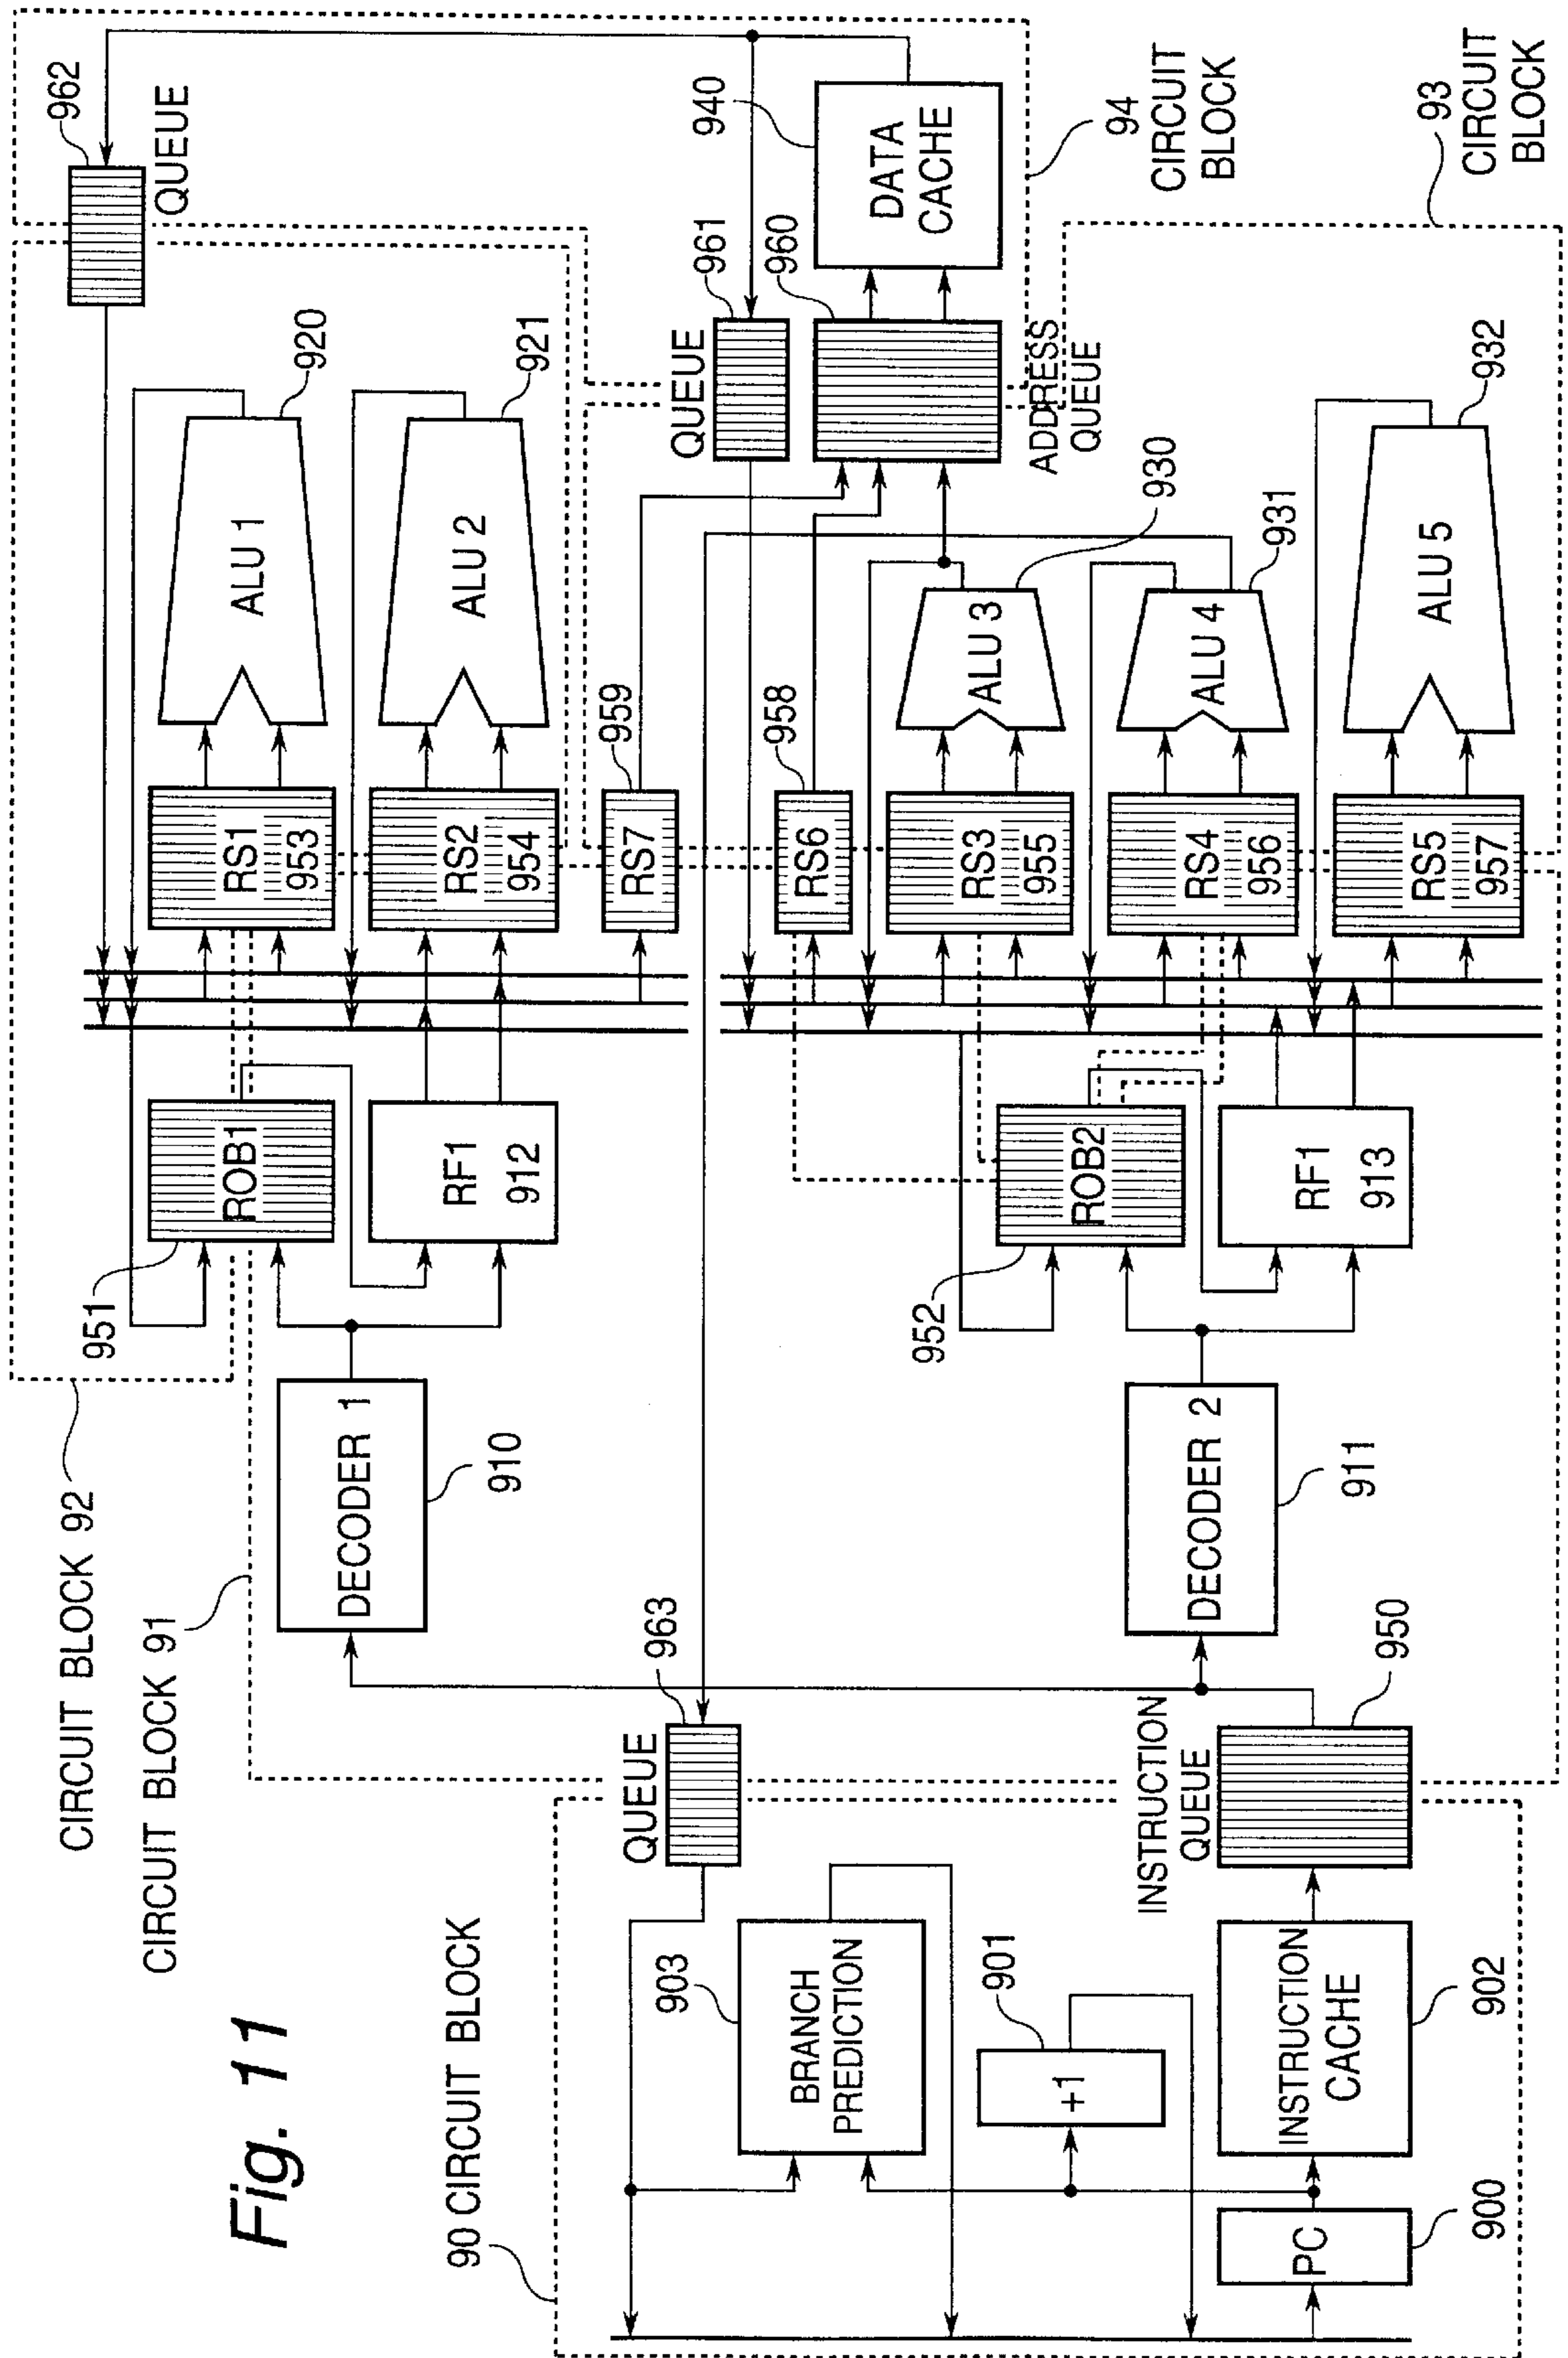 Fig. 11
90 CIRCUIT BLOCK
CIRCUIT BLOCK 91
CIRCUIT BLOCK 92
93
CIRCUIT
BLOCK
94
CIRCUIT
BLOCK
PC
900
+1
901
INSTRUCTION
CACHE
902
BRANCH
PREDICTION
903
QUEUE
963
INSTRUCTION
QUEUE
950
DECODER 1
910
DECODER 2
911
951
ROB1
RF1
912
952
ROB2
RF1
913
RS1
953
RS2
954
RS7
959
RS6
958
RS3
955
RS4
956
RS5
957
ALU 1
920
ALU 2
921
ALU 3
930
ALU 4
931
ALU 5
932
QUEUE
961
960
ADDRESS
QUEUE
DATA
CACHE
940
962
QUEUE